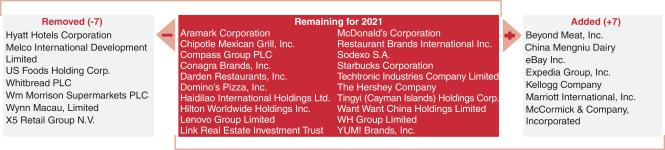 Removed (-7)
Hyatt Hotels Corporation
Melco International Development
Limited
US Foods Holding Corp.
Whitbread PLC
Wm Morrison Supermarkets PLC
Wynn Macau, Limited
X5 Retail Group N.V.
Remaining for 2021
Aramark Corporation
Chipotle Mexican Grill, Inc.
Compass Group PLC
Conagra Brands, Inc.
Darden Restaurants, Inc.
Domino's Pizza, Inc.
Haidilao International Holdings Ltd.
Hilton Worldwide Holdings Inc.
Lenovo Group Limited
Link Real Estate Investment Trust
McDonald's Corporation
Restaurant Brands International Inc.
Sodexo S.A.
Starbucks Corporation
Techtronic Industries Company Limited
The Hershey Company
Tingyi (Cayman Islands) Holdings Corp.
Want Want China Holdings Limited
WH Group Limited
YUM! Brands, Inc.
Added (+7)
Beyond Meat, Inc.
China Mengniu Dairy
eBay Inc.
Expedia Group, Inc.
Kellogg Company
Marriott International, Inc.
McCormick & Company,
Incorporated